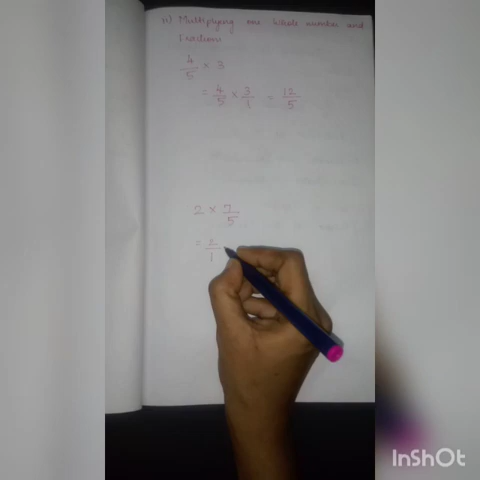 ii) Multiplying one whole number and
Fractions
4/5 × 3
= 4/5 × 3/1 = 12/5
2 × 7/5
= 2/1
InShOt